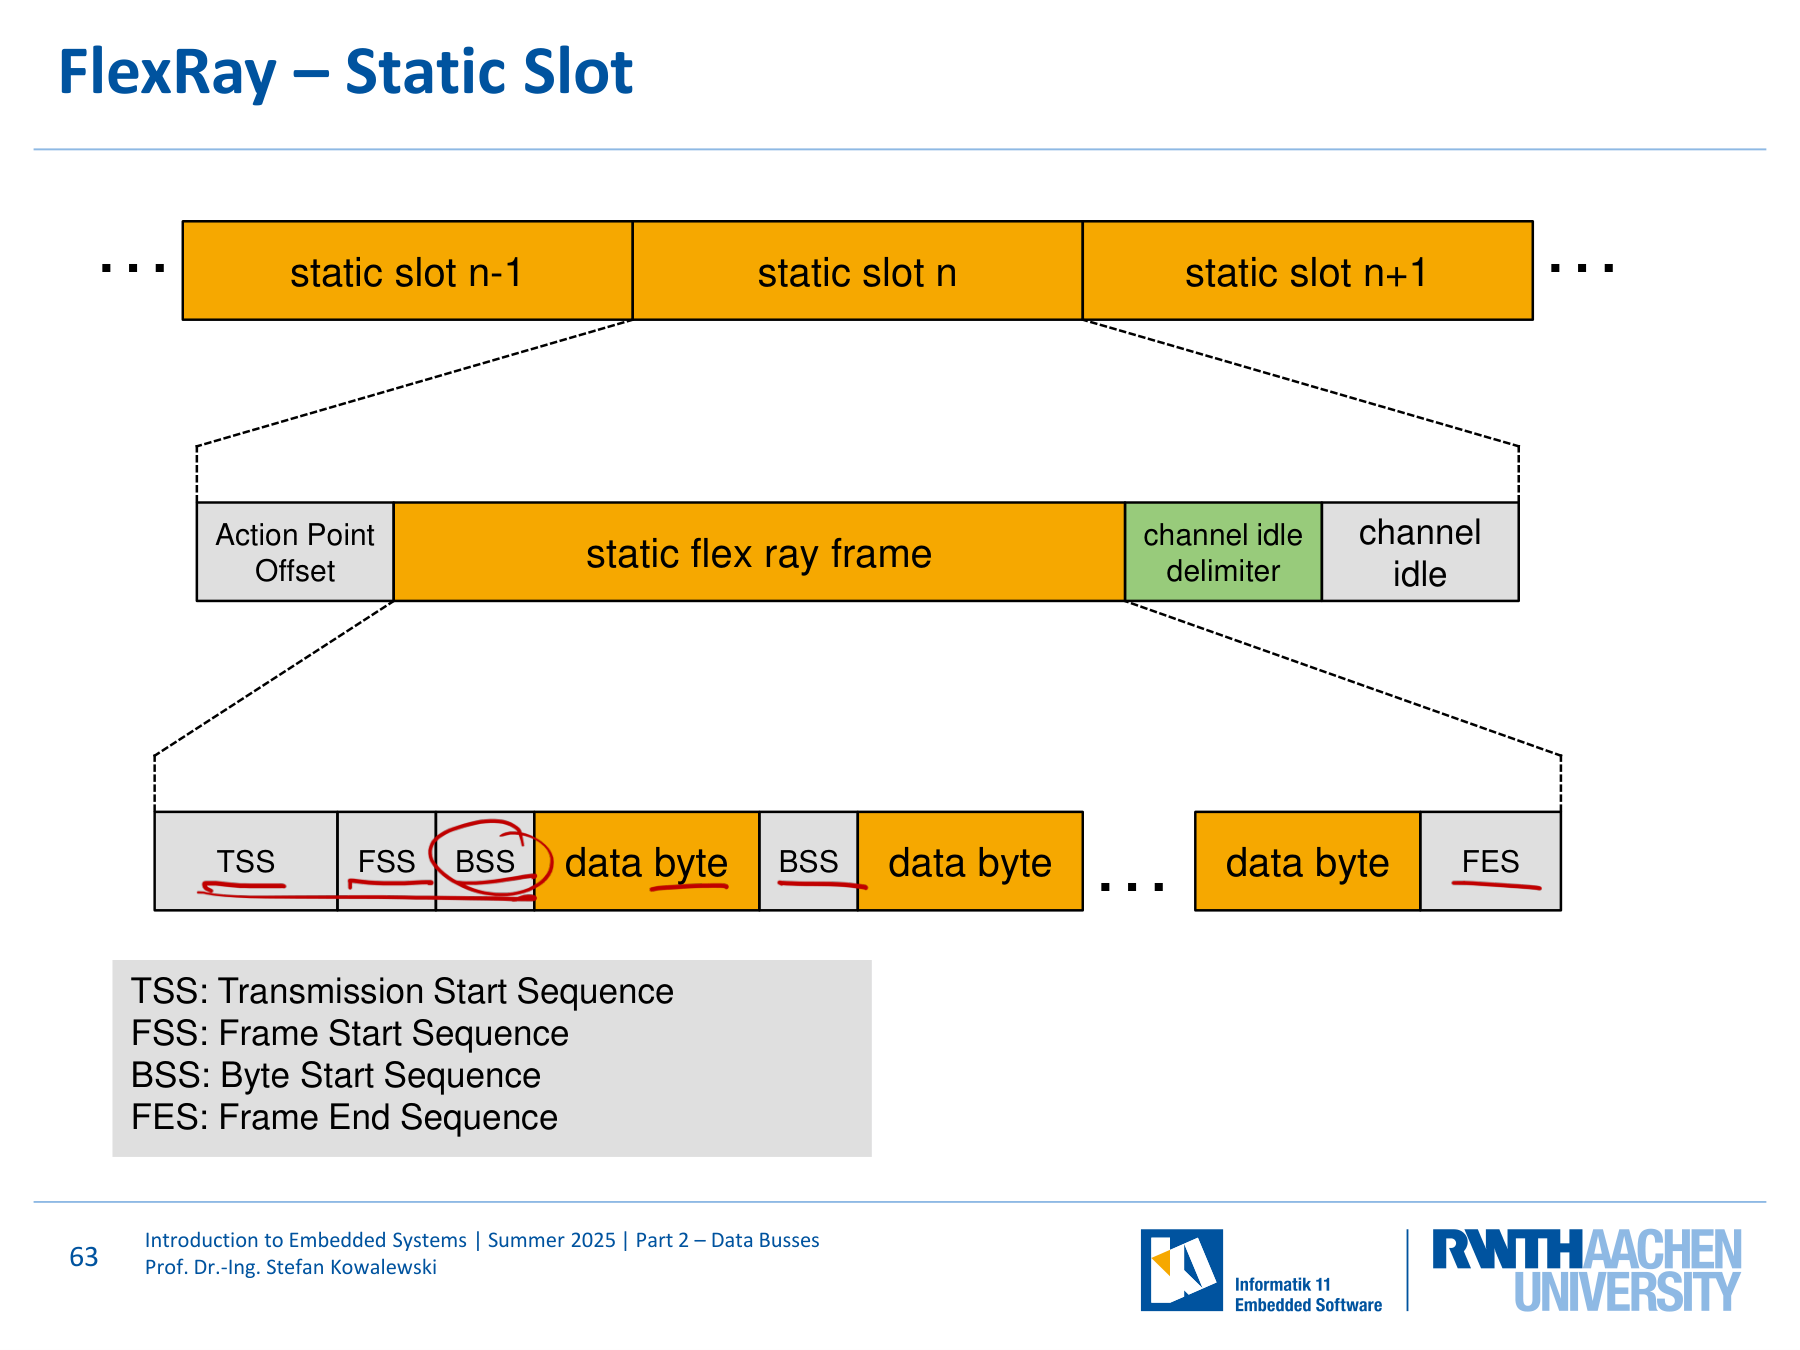 FlexRay – Static Slot
... static slot n-1 static slot n static slot n+1 ...
Action Point Offset static flex ray frame channel idle delimiter channel idle
TSS FSS BSS data byte BSS data byte ... data byte FES
TSS: Transmission Start Sequence
FSS: Frame Start Sequence
BSS: Byte Start Sequence
FES: Frame End Sequence
63
Introduction to Embedded Systems | Summer 2025 | Part 2 – Data Busses
Prof. Dr.-Ing. Stefan Kowalewski
Informatik 11
Embedded Software
RWTHAACHEN
UNIVERSITY